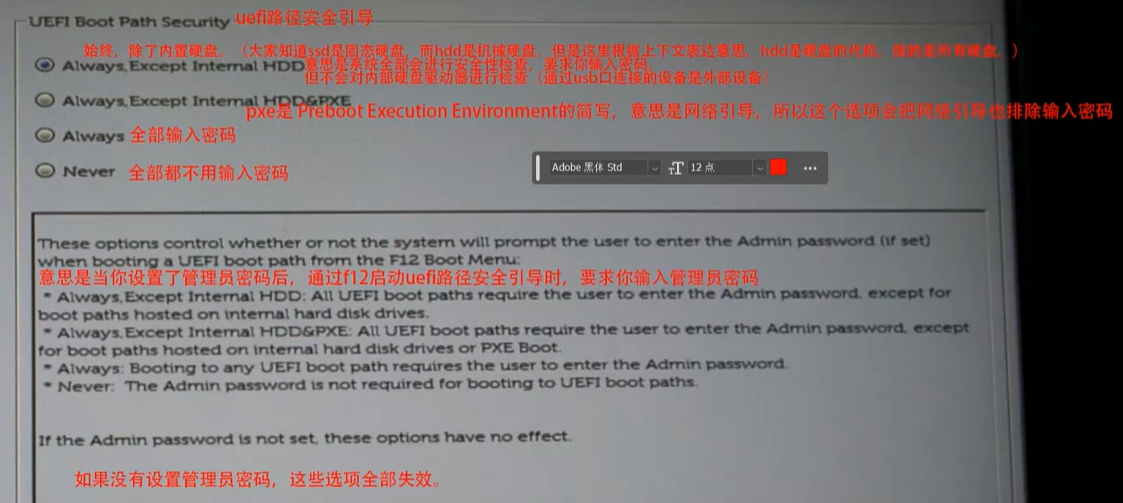 UEFI Boot Path Security uefi路径安全引导
始终，除了内置硬盘。（大家知道ssd是固态硬盘，而hdd是机械硬盘，但是这里根据上下文表达意思，hdd是硬盘的代码，指的是所有硬盘。）
Always,Except Internal HDD意思是系统全部会进行安全性检查，要求你输入密码，
但不会对内部硬盘驱动器进行检查（通过usb口连接的设备是外部设备）
Always,Except Internal HDD&PXE
pxe是 Preboot Execution Environment的简写，意思是网络引导，所以这个选项会把网络引导也排除输入密码
Always 全部输入密码
Never 全部都不用输入密码
Adobe 黑体 Std 12 点
These options control whether or not the system will prompt the user to enter the Admin password (if set)
when booting a UEFI boot path from the F12 Boot Menu:
意思是当你设置了管理员密码后，通过f12启动uefi路径安全引导时，要求你输入管理员密码
* Always,Except Internal HDD: All UEFI boot paths require the user to enter the Admin password, except for
boot paths hosted on internal hard disk drives.
* Always,Except Internal HDD&PXE: All UEFI boot paths require the user to enter the Admin password, except
for boot paths hosted on internal hard disk drives or PXE Boot.
* Always: Booting to any UEFI boot path requires the user to enter the Admin password.
* Never: The Admin password is not required for booting to UEFI boot paths.
If the Admin password is not set, these options have no effect.
如果没有设置管理员密码，这些选项全部失效。